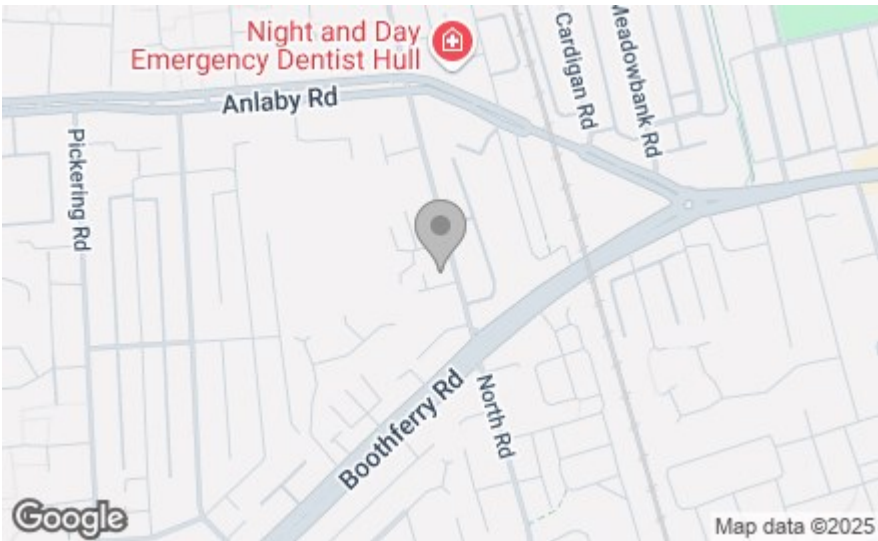 Night and Day
Emergency Dentist Hull
Cardigan Rd
Meadowbank Rd
Anlaby Rd
Pickering Rd
Boothferry Rd
North Rd
Google
Map data ©2025